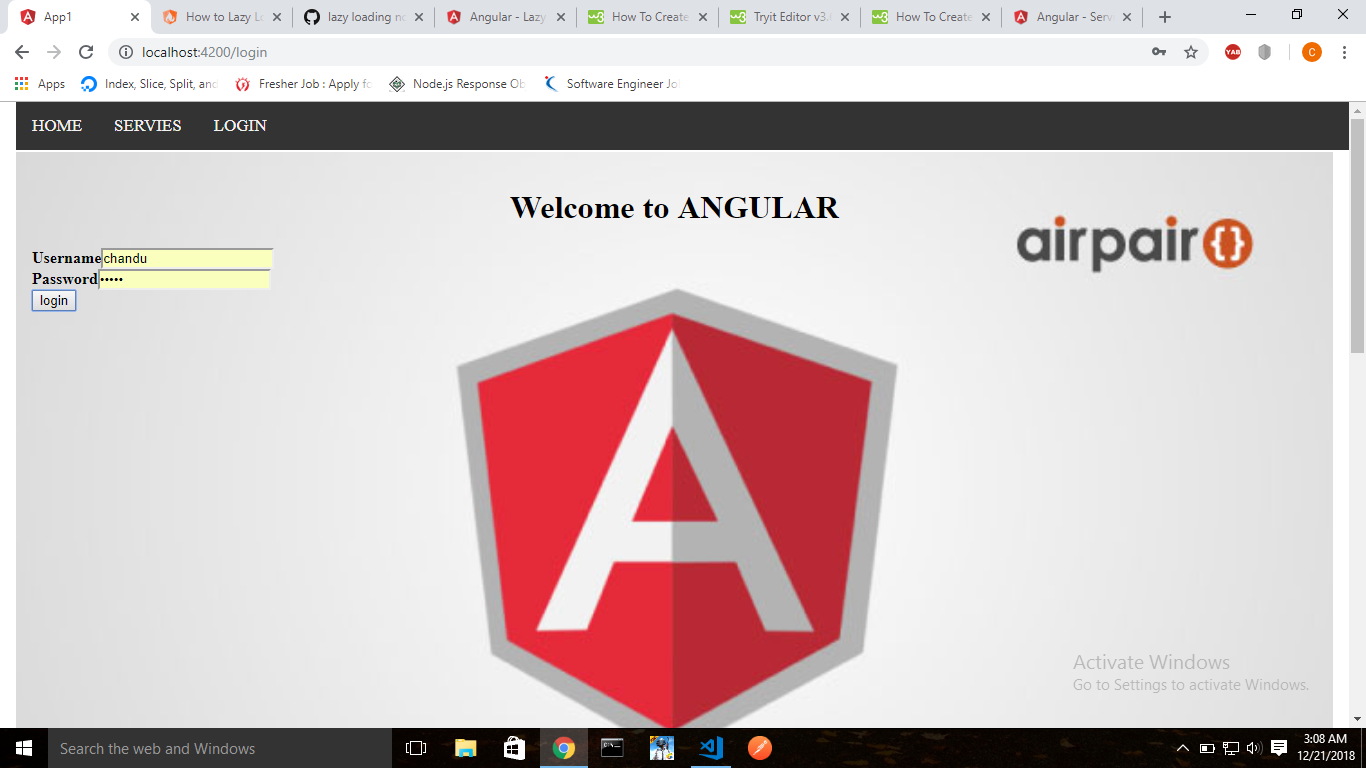 App1
How to Lazy L
lazy loading no
Angular - Lazy
How To Create
Tryit Editor v3.
How To Create
Angular - Serv
localhost:4200/login
YAB
C
Apps
Index, Slice, Split, and
Fresher Job : Apply fo
Node.js Response Ob
Software Engineer Jo
HOME
SERVIES
LOGIN
Welcome to ANGULAR
airpair{}
Username
chandu
Password
•••••
login
A
Activate Windows
Go to Settings to activate Windows.
Search the web and Windows
3:08 AM
12/21/2018